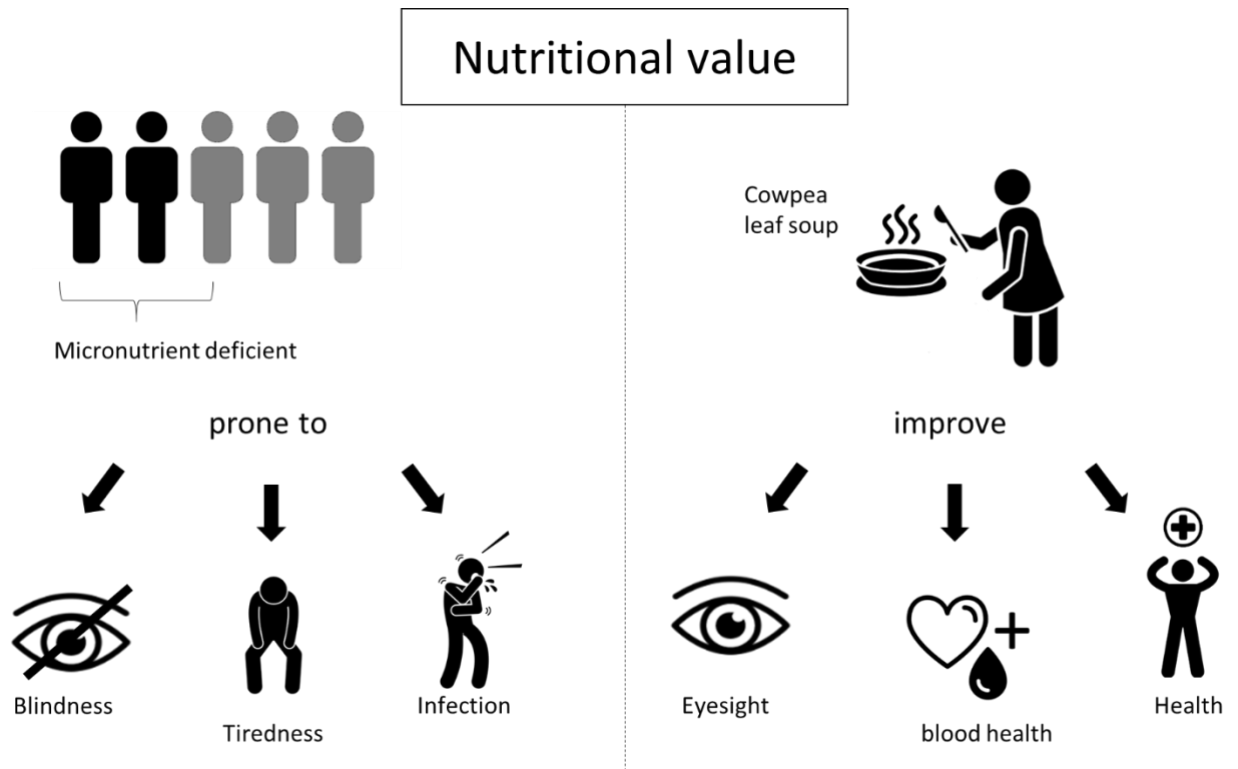 Nutritional value
Micronutrient deficient
prone to
Blindness
Tiredness
Infection
Cowpea
leaf soup
improve
Eyesight
blood health
Health